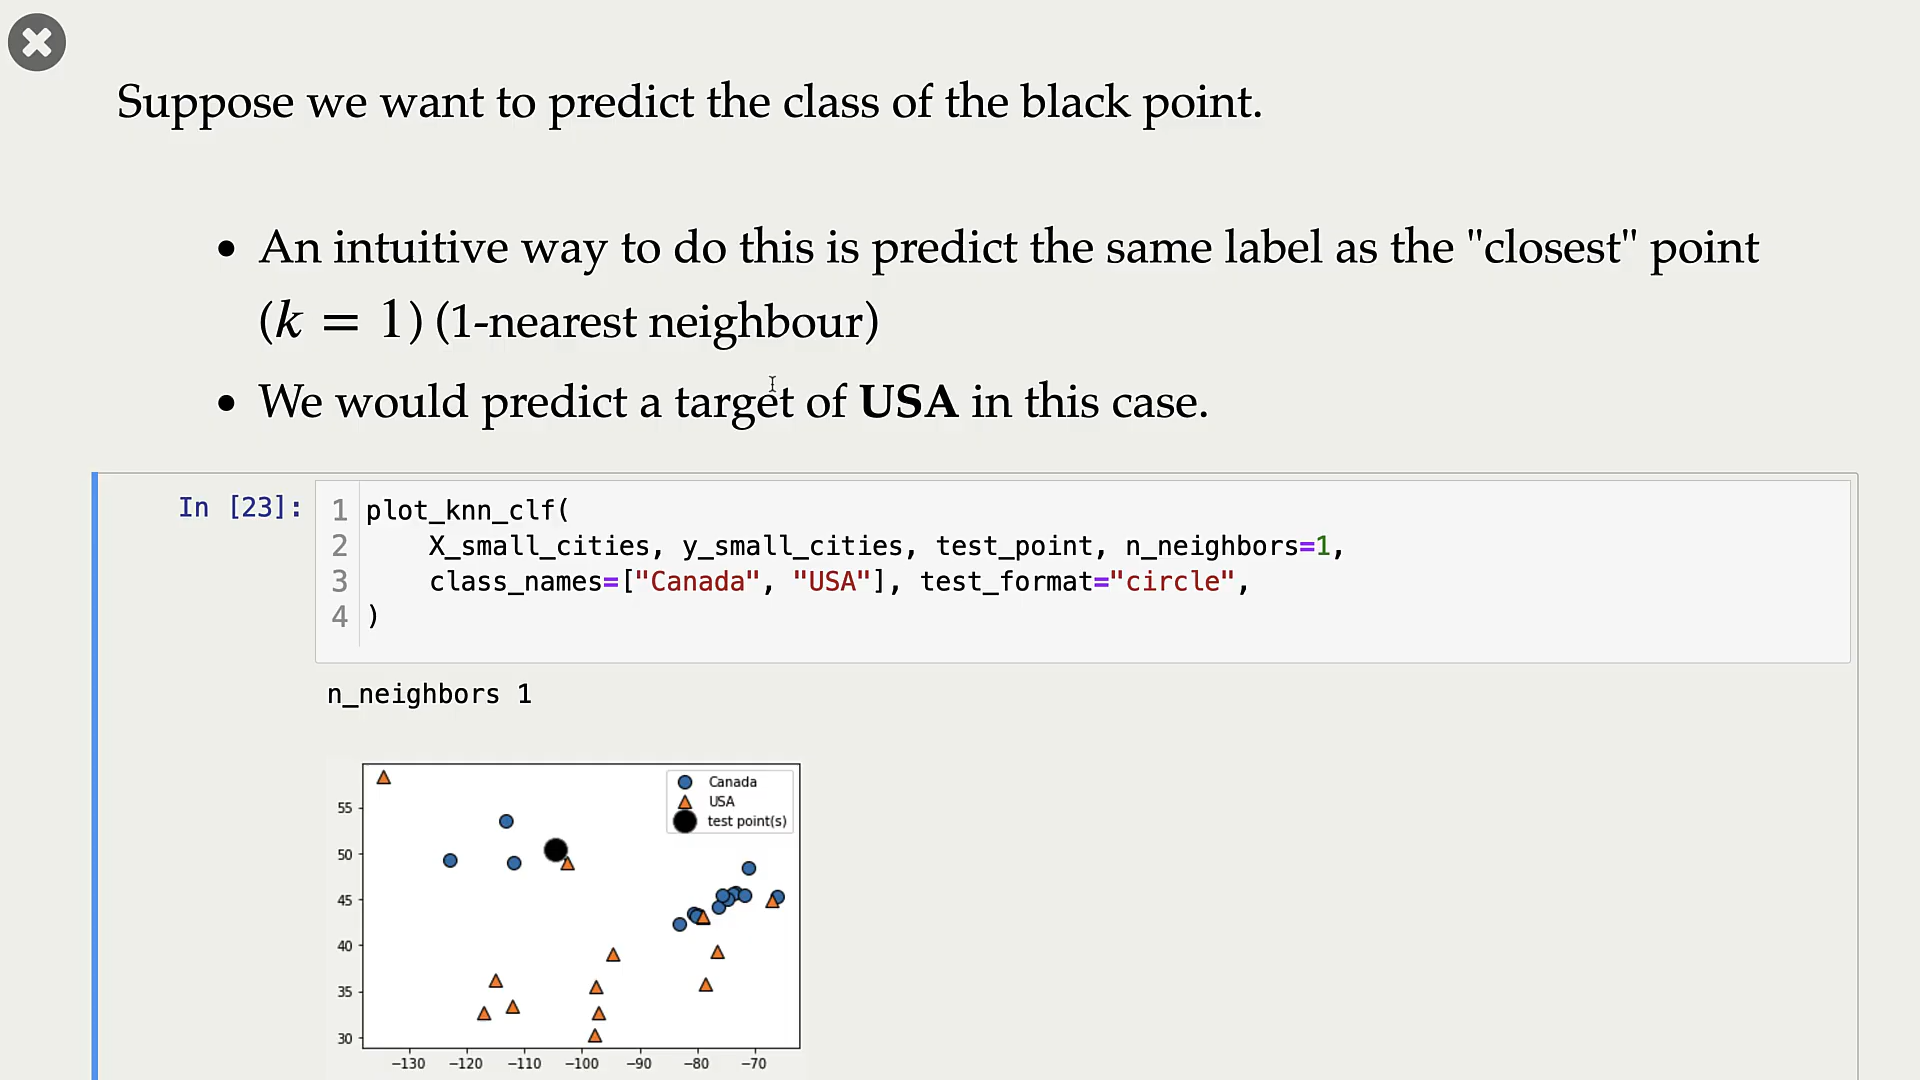 Suppose we want to predict the class of the black point.
• An intuitive way to do this is predict the same label as the "closest" point
(k = 1) (1-nearest neighbour)
• We would predict a target of USA in this case.
In [23]:
1 plot_knn_clf(
2     X_small_cities, y_small_cities, test_point, n_neighbors=1,
3     class_names=["Canada", "USA"], test_format="circle",
4 )
n_neighbors 1
Canada
USA
test point(s)
55
50
45
40
35
30
−130 −120 −110 −100 −90 −80 −70